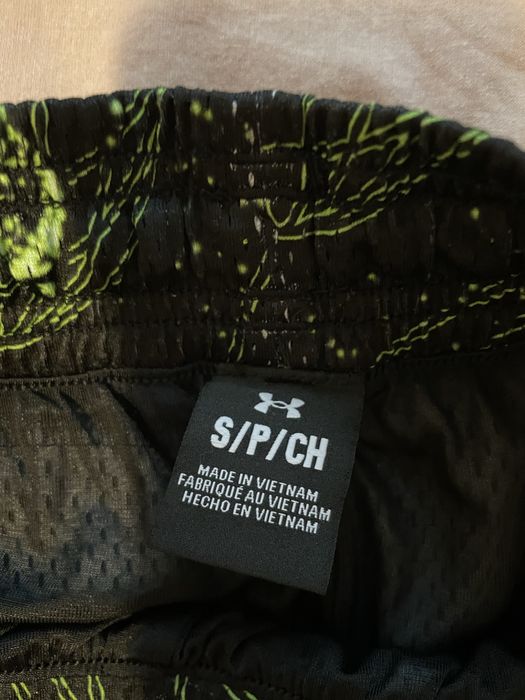 S/P/CH
MADE IN VIETNAM
FABRIQUÉ AU VIETNAM
HECHO EN VIETNAM